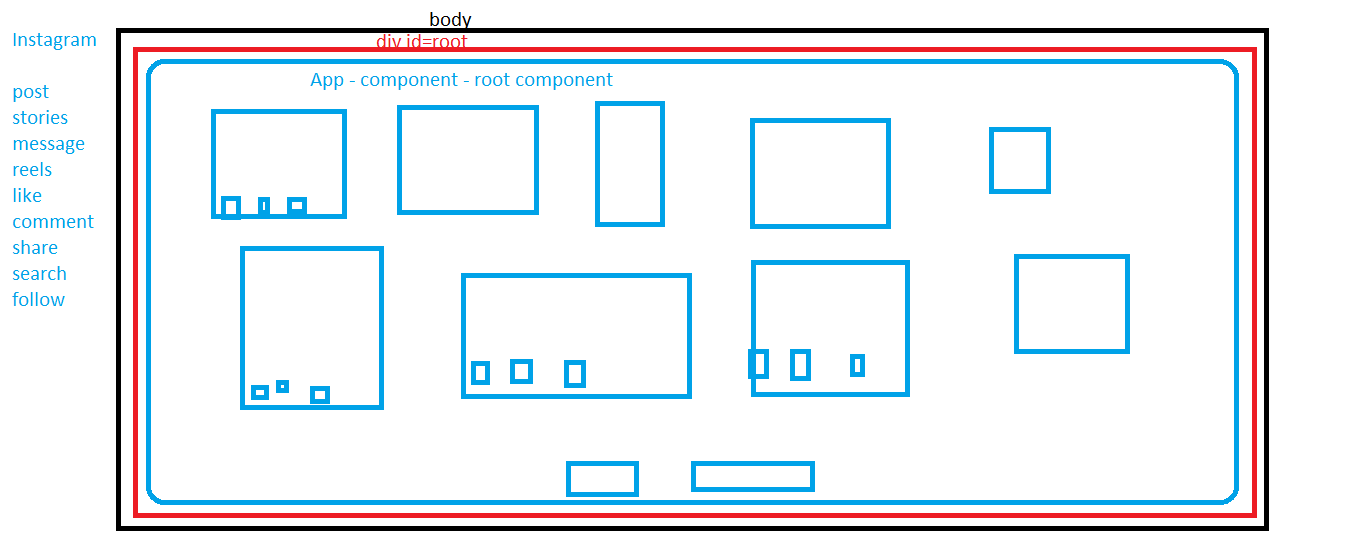 body
Instagram
div id=root
App - component - root component
post
stories
message
reels
like
comment
share
search
follow